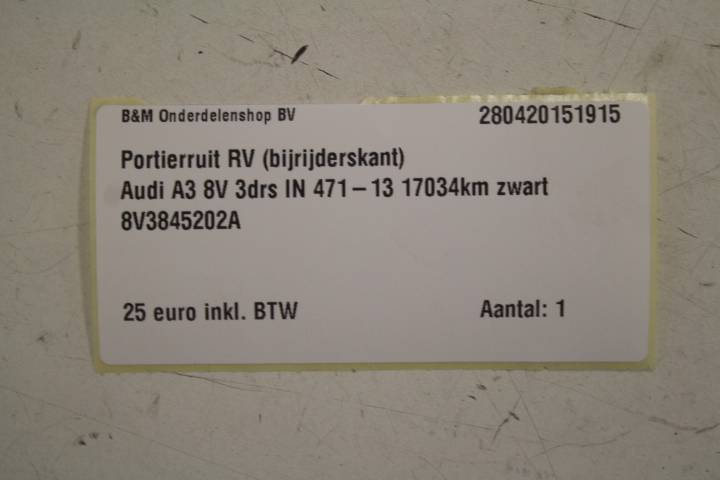 B&M Onderdelenshop BV 280420151915
Portierruit RV (bijrijderskant)
Audi A3 8V 3drs IN 471-13 17034km zwart
8V3845202A
25 euro inkl. BTW Aantal: 1